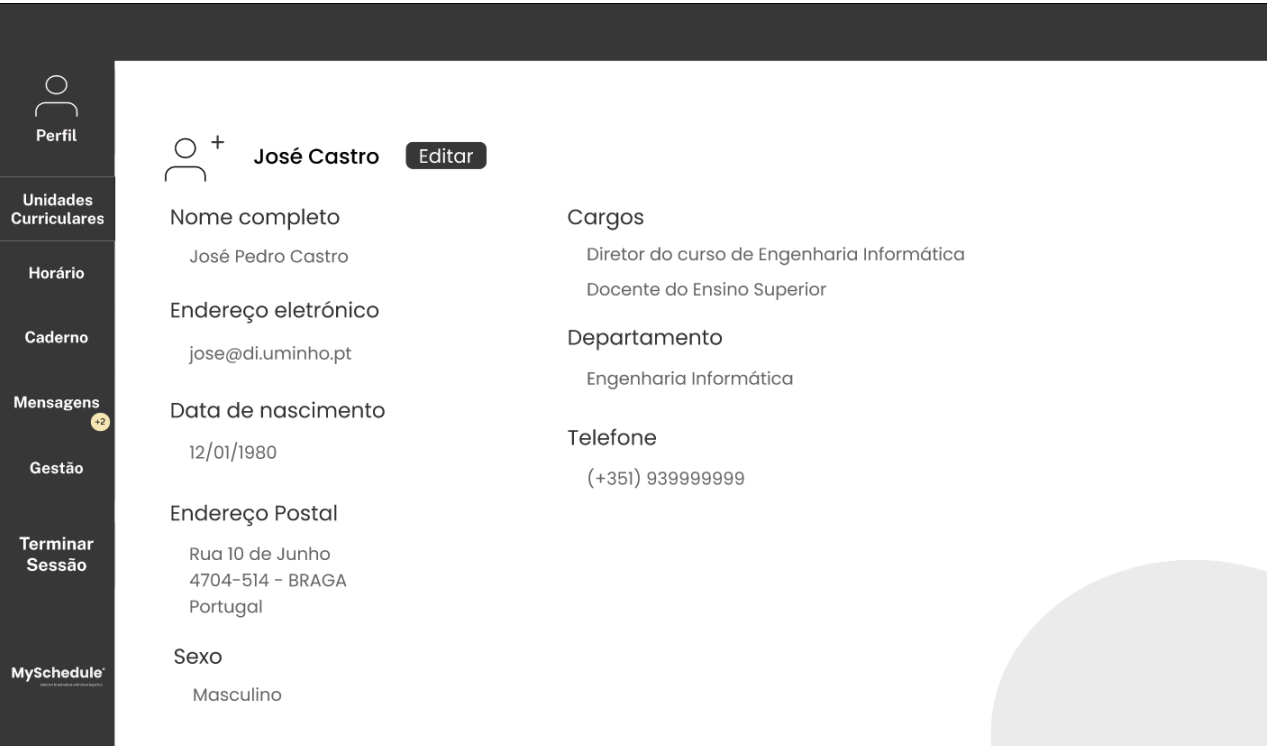 Perfil
Unidades
Curriculares
Horário
Caderno
Mensagens
+2
Gestão
Terminar
Sessão
MySchedule
José Castro
Editar
Nome completo
José Pedro Castro
Endereço eletrónico
jose@di.uminho.pt
Data de nascimento
12/01/1980
Endereço Postal
Rua 10 de Junho
4704-514 - BRAGA
Portugal
Sexo
Masculino
Cargos
Diretor do curso de Engenharia Informática
Docente do Ensino Superior
Departamento
Engenharia Informática
Telefone
(+351) 939999999